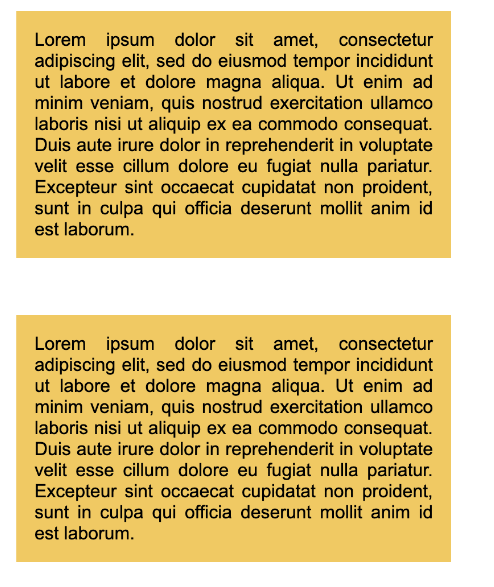 Lorem ipsum dolor sit amet, consectetur
adipiscing elit, sed do eiusmod tempor incididunt
ut labore et dolore magna aliqua. Ut enim ad
minim veniam, quis nostrud exercitation ullamco
laboris nisi ut aliquip ex ea commodo consequat.
Duis aute irure dolor in reprehenderit in voluptate
velit esse cillum dolore eu fugiat nulla pariatur.
Excepteur sint occaecat cupidatat non proident,
sunt in culpa qui officia deserunt mollit anim id
est laborum.
Lorem ipsum dolor sit amet, consectetur
adipiscing elit, sed do eiusmod tempor incididunt
ut labore et dolore magna aliqua. Ut enim ad
minim veniam, quis nostrud exercitation ullamco
laboris nisi ut aliquip ex ea commodo consequat.
Duis aute irure dolor in reprehenderit in voluptate
velit esse cillum dolore eu fugiat nulla pariatur.
Excepteur sint occaecat cupidatat non proident,
sunt in culpa qui officia deserunt mollit anim id
est laborum.